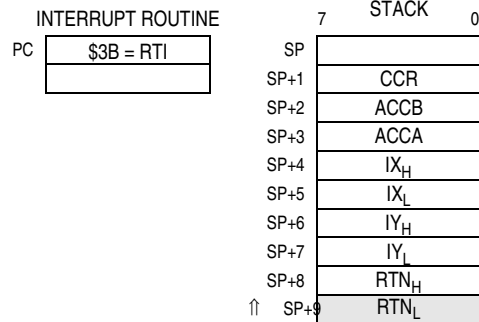 INTERRUPT ROUTINE
PC $3B = RTI
STACK
7 0
SP
SP+1 CCR
SP+2 ACCB
SP+3 ACCA
SP+4 IXH
SP+5 IXL
SP+6 IYH
SP+7 IYL
SP+8 RTNH
⇑ SP+9 RTNL